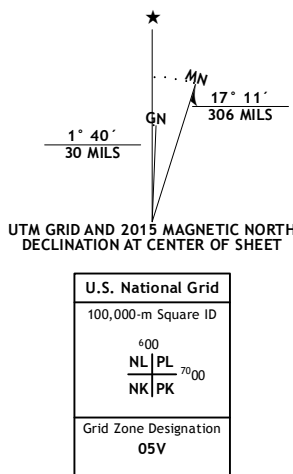 ★
MN
GN
17° 11´
306 MILS
1° 40´
30 MILS
UTM GRID AND 2015 MAGNETIC NORTH
DECLINATION AT CENTER OF SHEET
U.S. National Grid
100,000-m Square ID
600
NL PL
7000
NK PK
Grid Zone Designation
05V